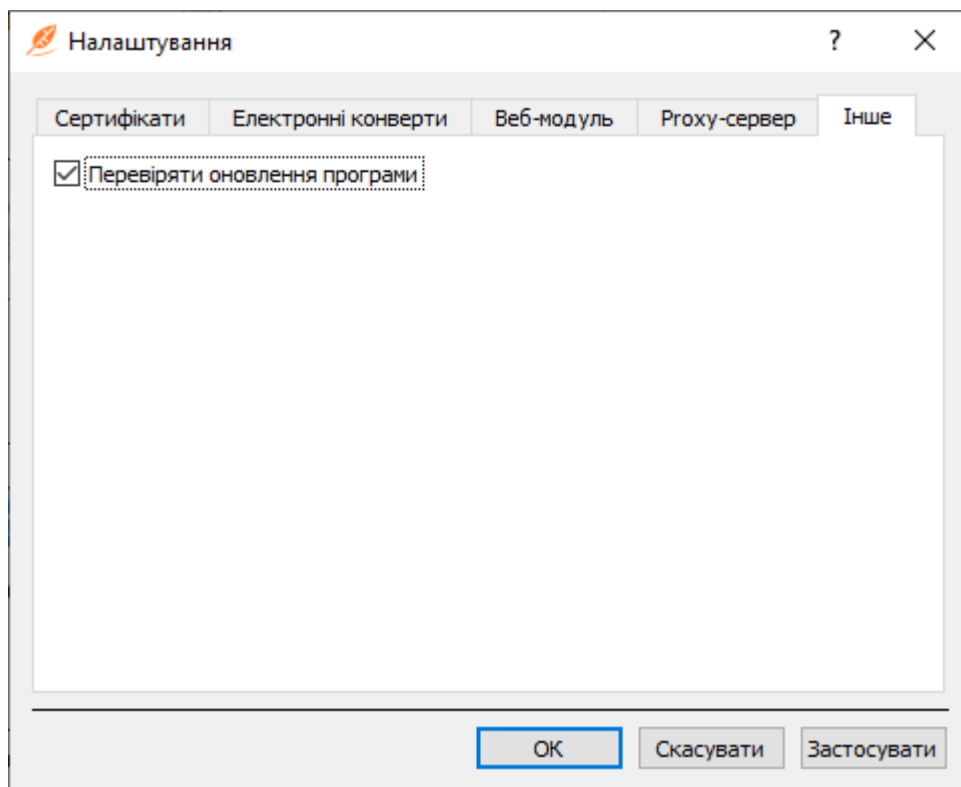 Налаштування ?
Сертифікати Електронні конверти Веб-модуль Proxy-сервер Інше
Перевіряти оновлення програми
OK Скасувати Застосувати